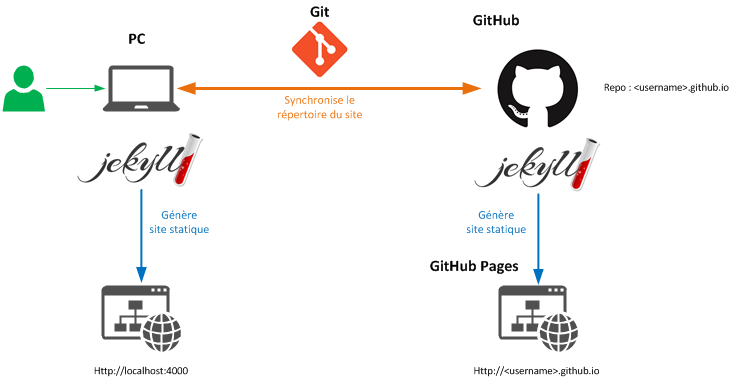 Git
PC
GitHub
Synchronise le
répertoire du site
Repo : <username>.github.io
jekyll
jekyll
Génère
site statique
Génère
site statique
GitHub Pages
Http://localhost:4000
Http://<username>.github.io